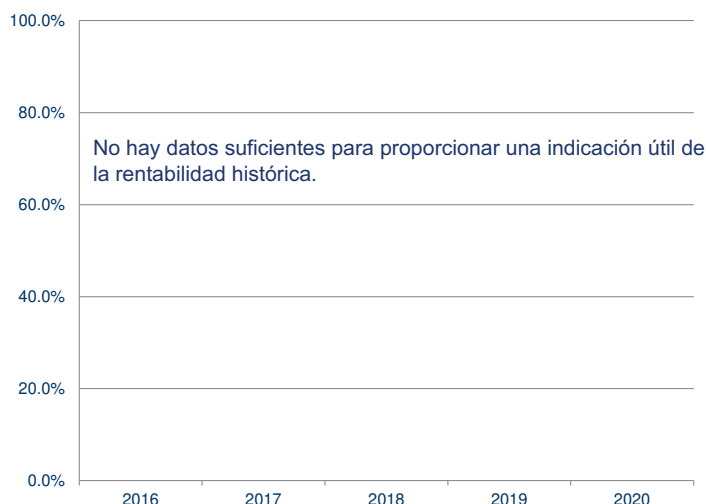 100.0%
80.0%
No hay datos suficientes para proporcionar una indicación útil de
la rentabilidad histórica.
60.0%
40.0%
20.0%
0.0%
2016 2017 2018 2019 2020